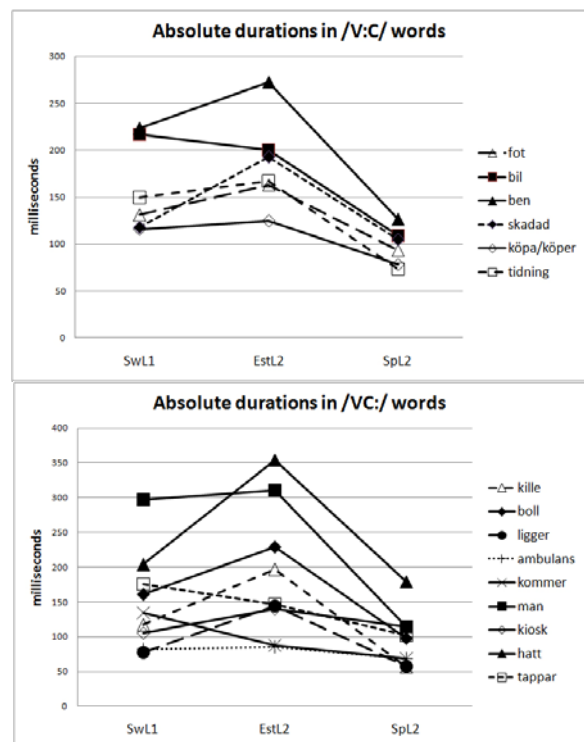 Absolute durations in /V:C/ words
300
250
200
150
100
50
0
milliseconds
SwL1 EstL2 SpL2
fot
bil
ben
skadad
köpa/köper
tidning
Absolute durations in /VC:/ words
400
350
300
250
200
150
100
50
0
milliseconds
SwL1 EstL2 SpL2
kille
boll
ligger
ambulans
kommer
man
kiosk
hatt
tappar